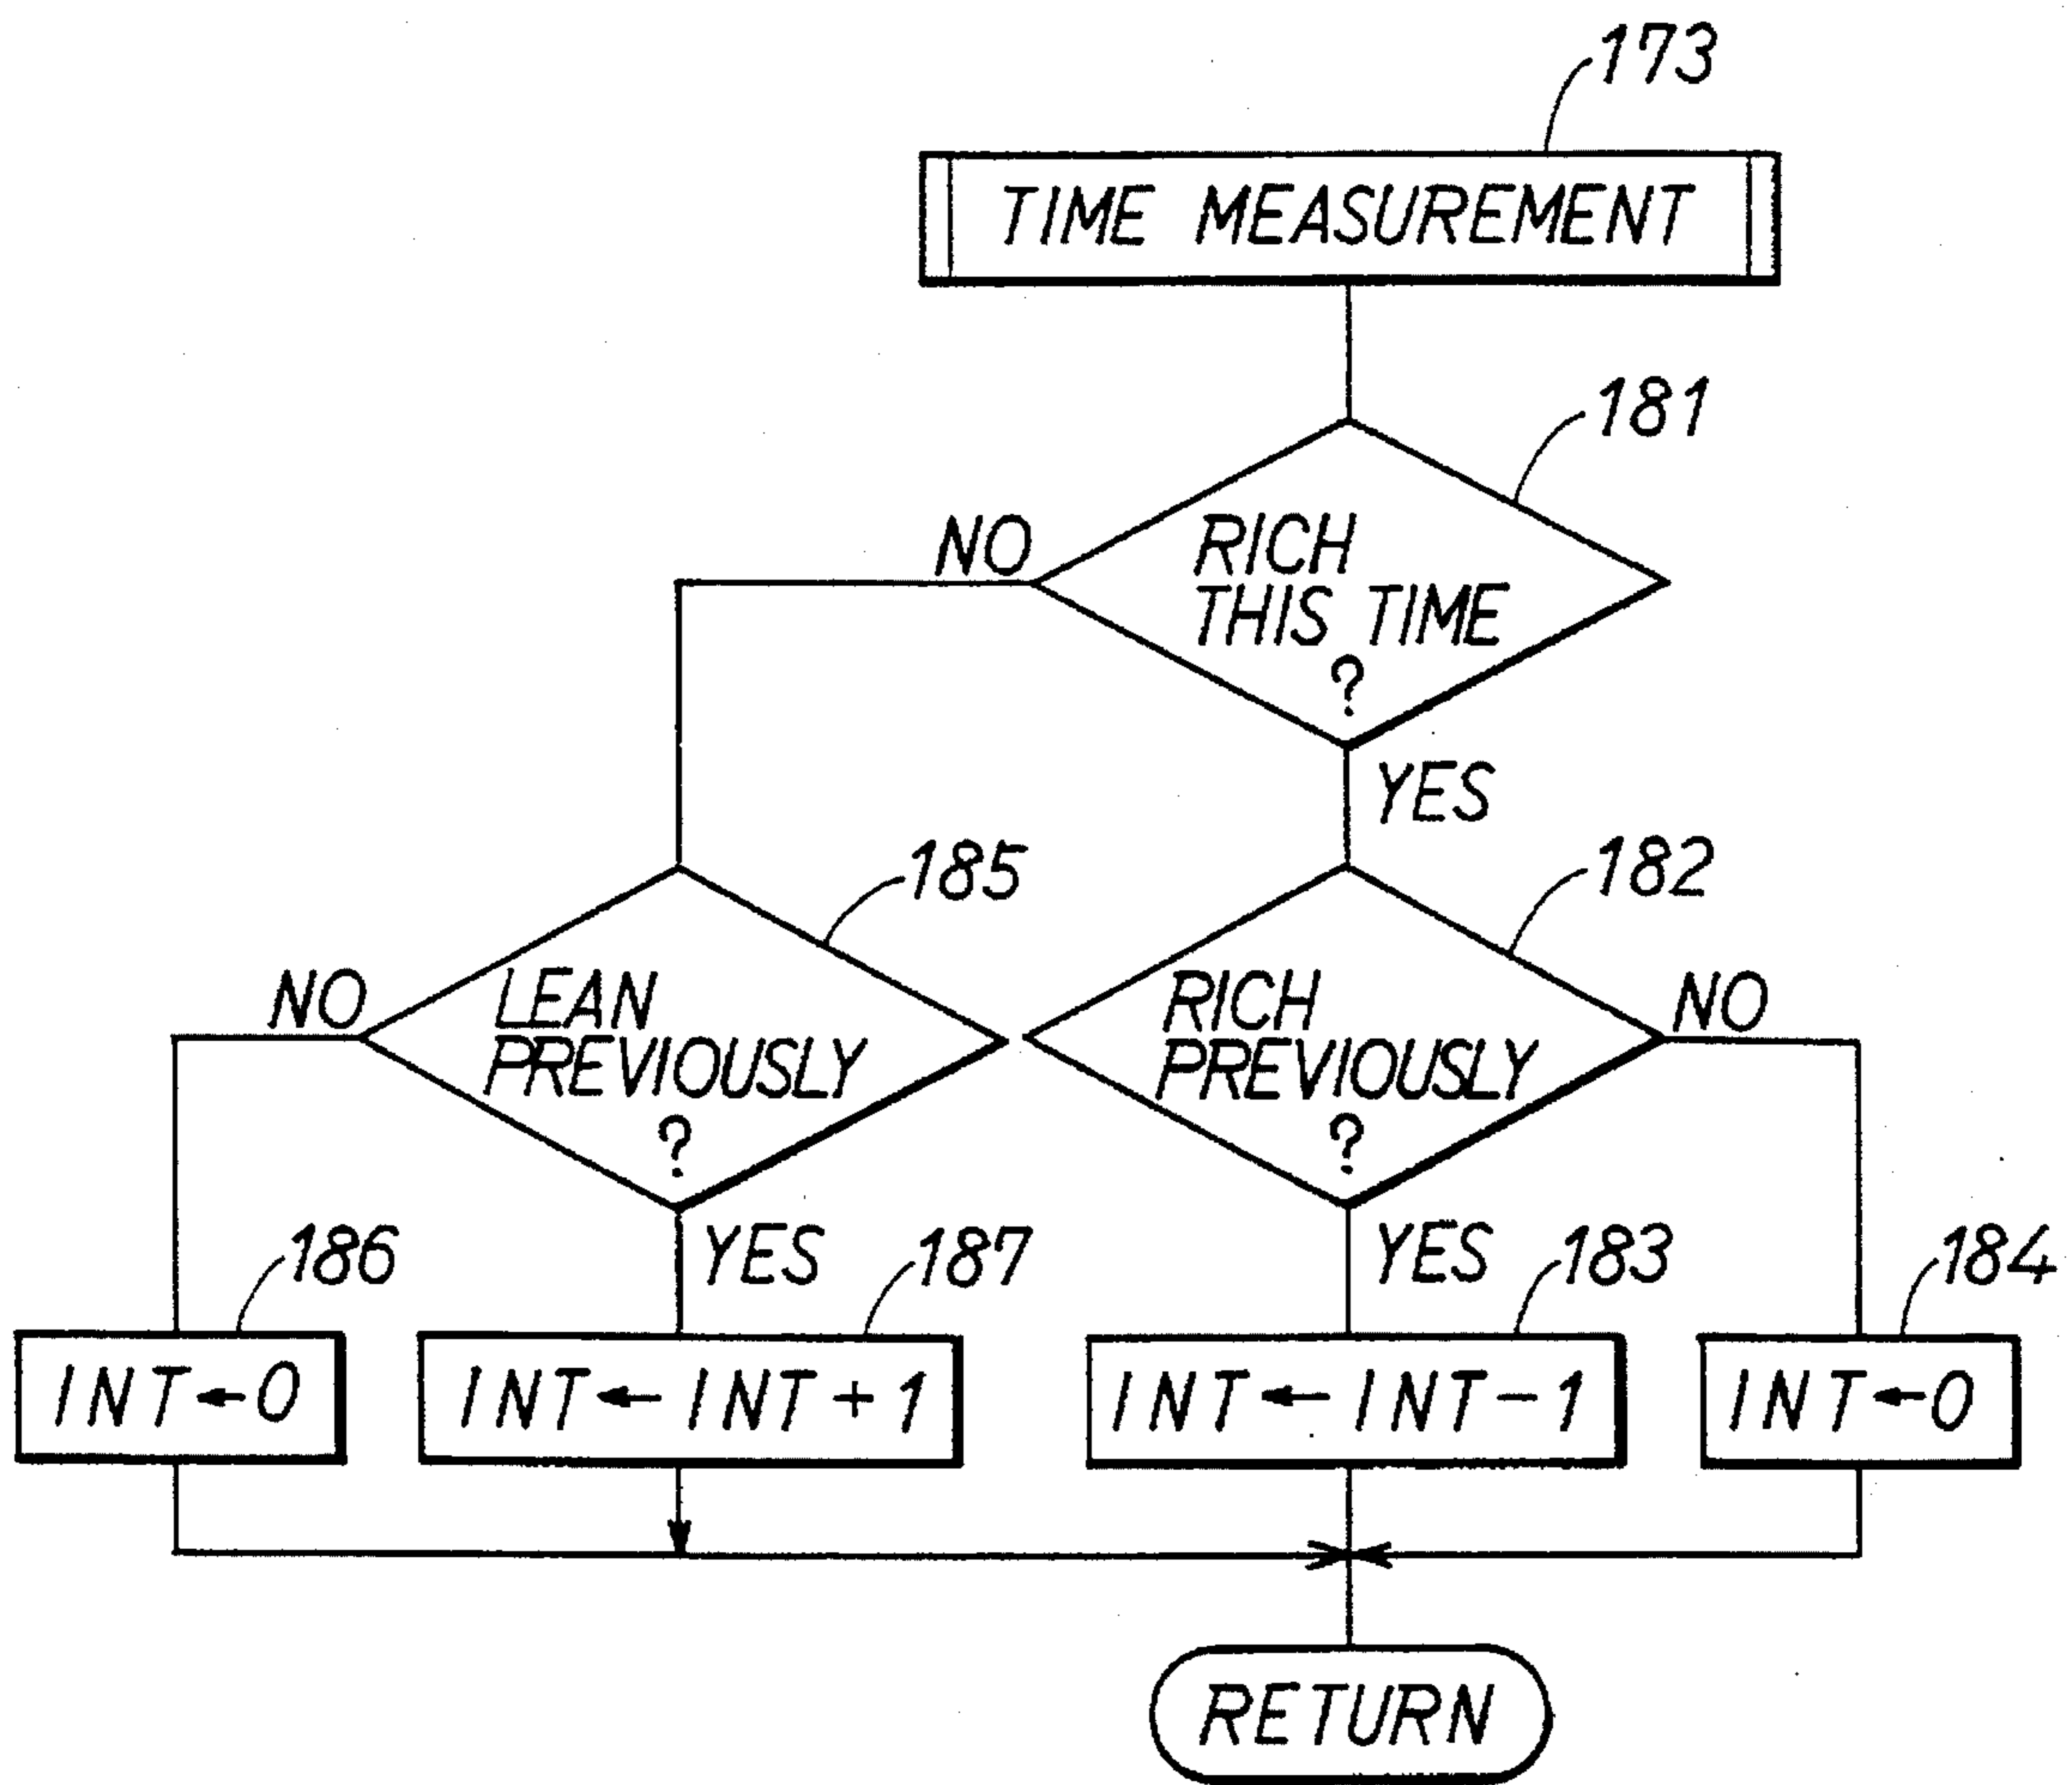 173
TIME MEASUREMENT
181
NO
RICH
THIS TIME
?
YES
185
182
NO
LEAN
PREVIOUSLY
?
RICH
PREVIOUSLY
?
NO
186
YES
187
YES
183
184
INT←0
INT←INT+1
INT←INT-1
INT←0
RETURN